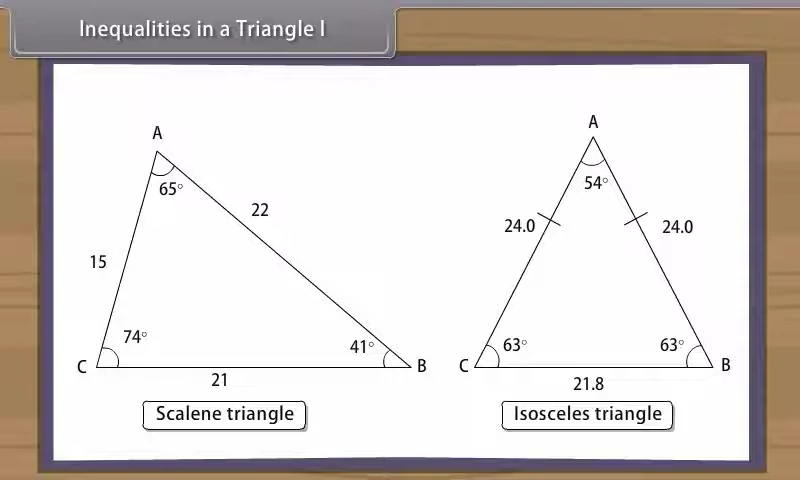 Inequalities in a Triangle I
A
65°
22
15
74°
41°
C
B
21
Scalene triangle
A
54°
24.0
24.0
63°
63°
C
B
21.8
Isosceles triangle